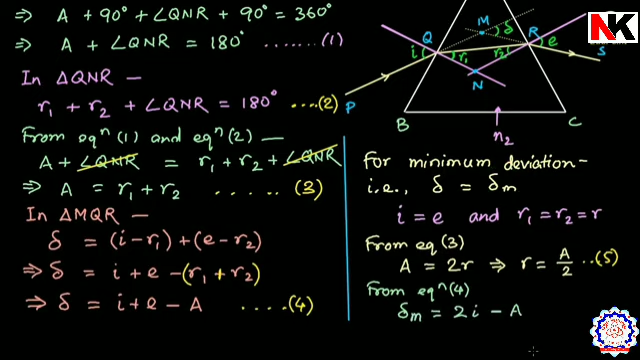 ⇒ A + 90° + ∠QNR + 90° = 360°
⇒ A + ∠QNR = 180° .......(1)
In ΔQNR —
r₁ + r₂ + ∠QNR = 180° ....(2)
From eqⁿ (1) and eqⁿ (2) —
A + ∠QNR = r₁ + r₂ + ∠QNR
⇒ A = r₁ + r₂ ..... (3)
In ΔMQR —
δ = (i - r₁) + (e - r₂)
⇒ δ = i + e - (r₁ + r₂)
⇒ δ = i + e - A ....(4)
M
Q
δ
R
i
r₁
r₂
e
S
N
P
B
C
n₂
For minimum deviation -
i.e., δ = δm
i = e and r₁ = r₂ = r
From eq (3)
A = 2r ⇒ r = A/2 ..(5)
From eqⁿ (4)
δm = 2i - A
NK